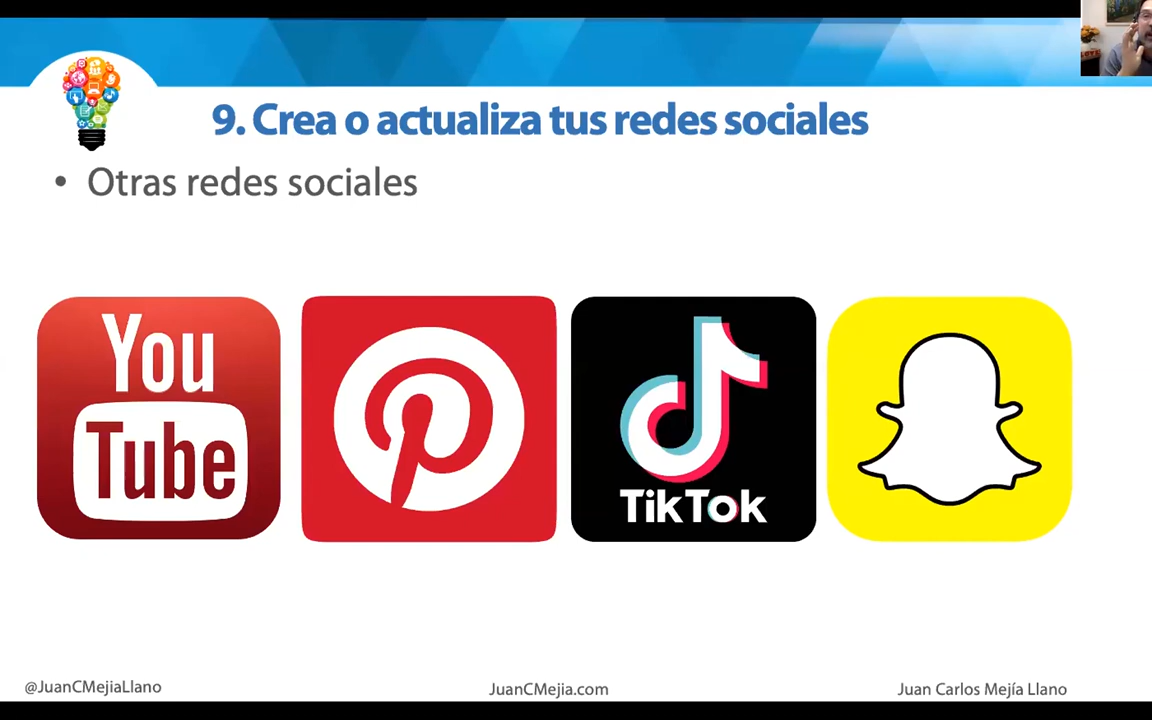 9. Crea o actualiza tus redes sociales
• Otras redes sociales
You
Tube
TikTok
@JuanCMejiaLlano
JuanCMejia.com
Juan Carlos Mejía Llano